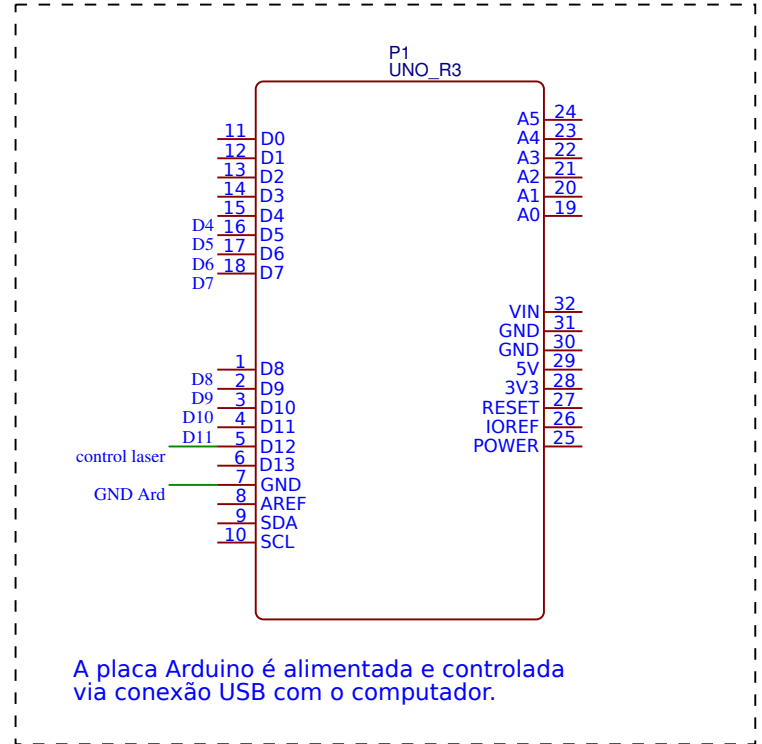 P1
UNO_R3
11 D0
12 D1
13 D2
14 D3
15 D4
D4 16 D5
D5 17 D6
D6 18 D7
D7
A5 24
A4 23
A3 22
A2 21
A1 20
A0 19
1 D8
D8 2 D9
D9 3 D10
D10 4 D11
D11 5 D12
control laser
6 D13
7 GND
GND Ard
8 AREF
9 SDA
10 SCL
VIN 32
GND 31
GND 30
5V 29
3V3 28
RESET 27
IOREF 26
POWER 25
A placa Arduino é alimentada e controlada
via conexão USB com o computador.